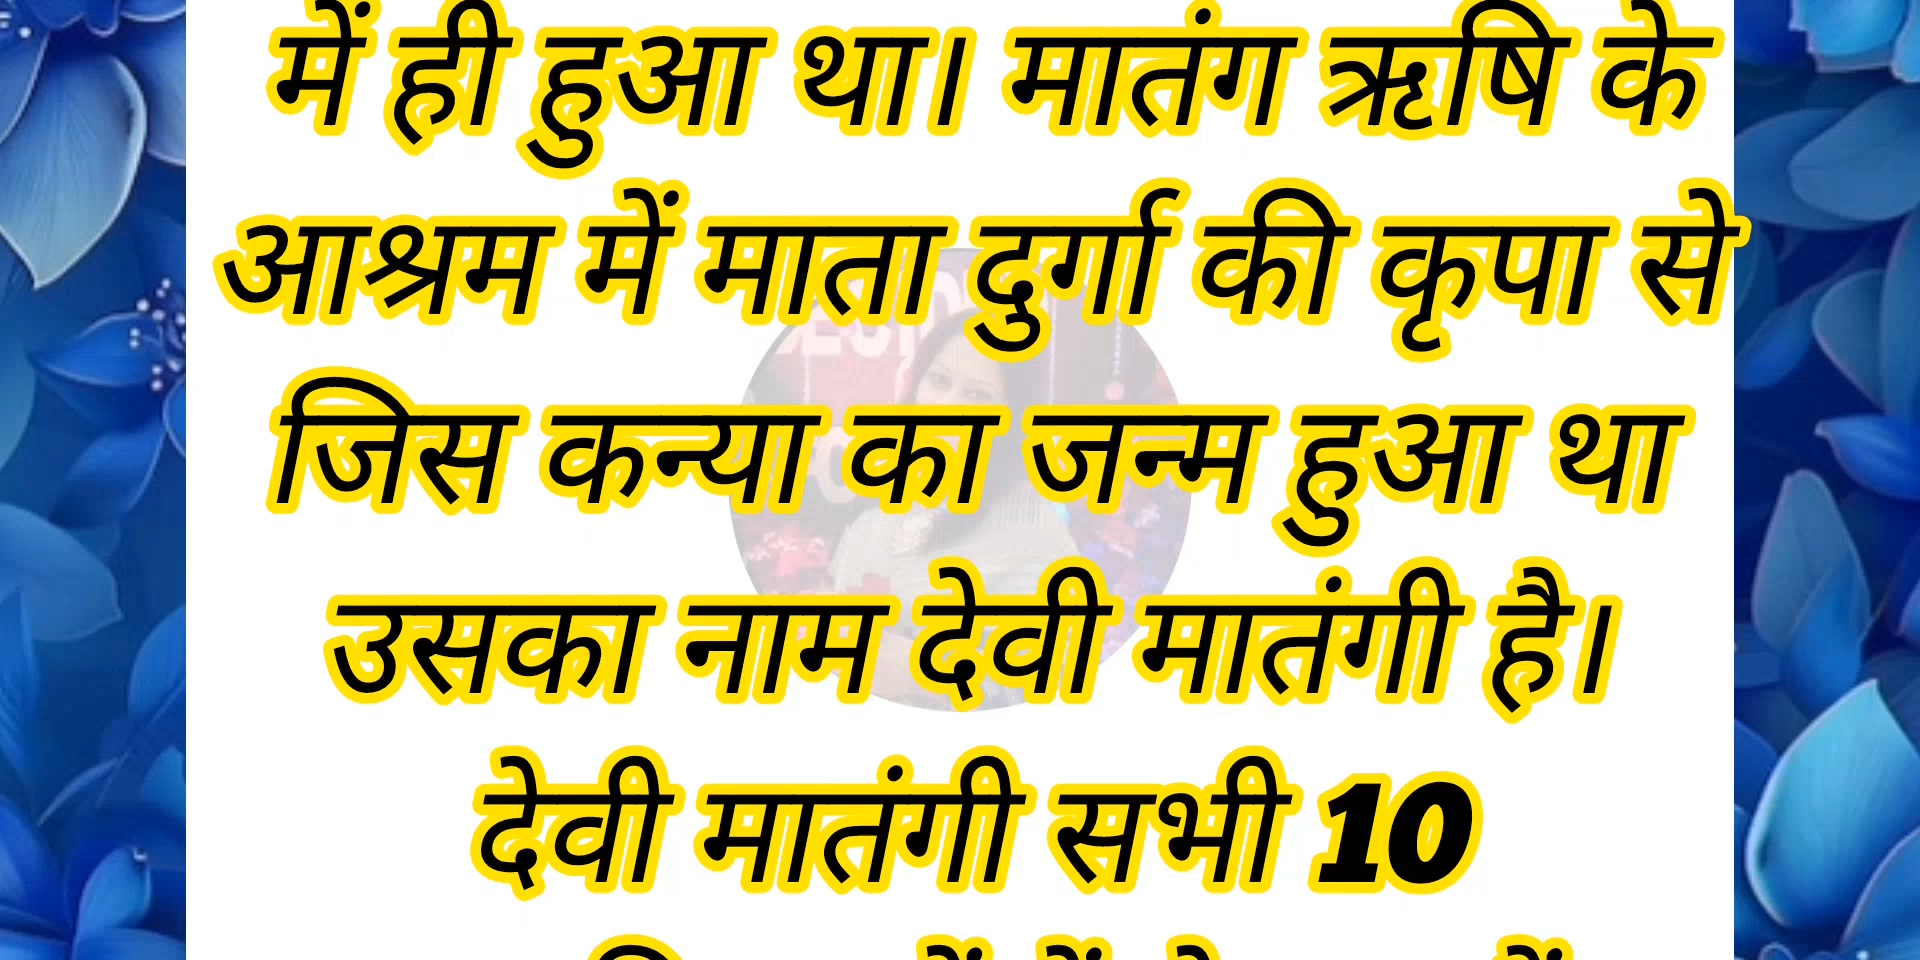 में ही हुआ था। मातंग ऋषि के
आश्रम में माता दुर्गा की कृपा से
जिस कन्या का जन्म हुआ था
उसका नाम देवी मातंगी है।
देवी मातंगी सभी 10